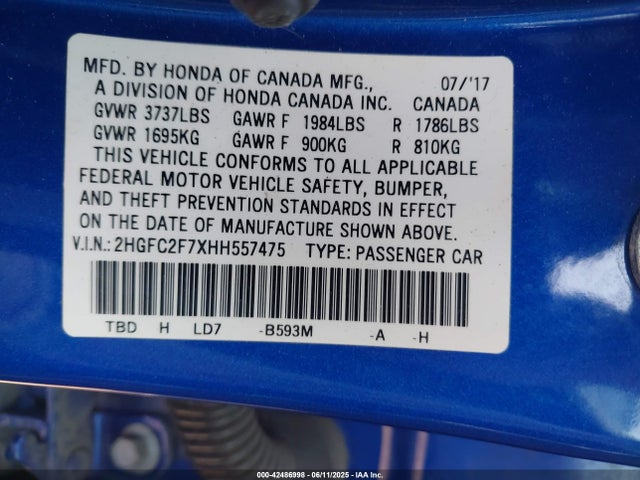 MFD. BY HONDA OF CANADA MFG., 07/'17
A DIVISION OF HONDA CANADA INC. CANADA
GVWR 3737LBS GAWR F 1984LBS R 1786LBS
GVWR 1695KG GAWR F 900KG R 810KG
THIS VEHICLE CONFORMS TO ALL APPLICABLE
FEDERAL MOTOR VEHICLE SAFETY, BUMPER,
AND THEFT PREVENTION STANDARDS IN EFFECT
ON THE DATE OF MANUFACTURE SHOWN ABOVE.
V.I.N.: 2HGFC2F7XHH557475 TYPE: PASSENGER CAR
TBD H LD7 -B593M -A -H
000-42486998 - 06/11/2025 - IAA Inc.